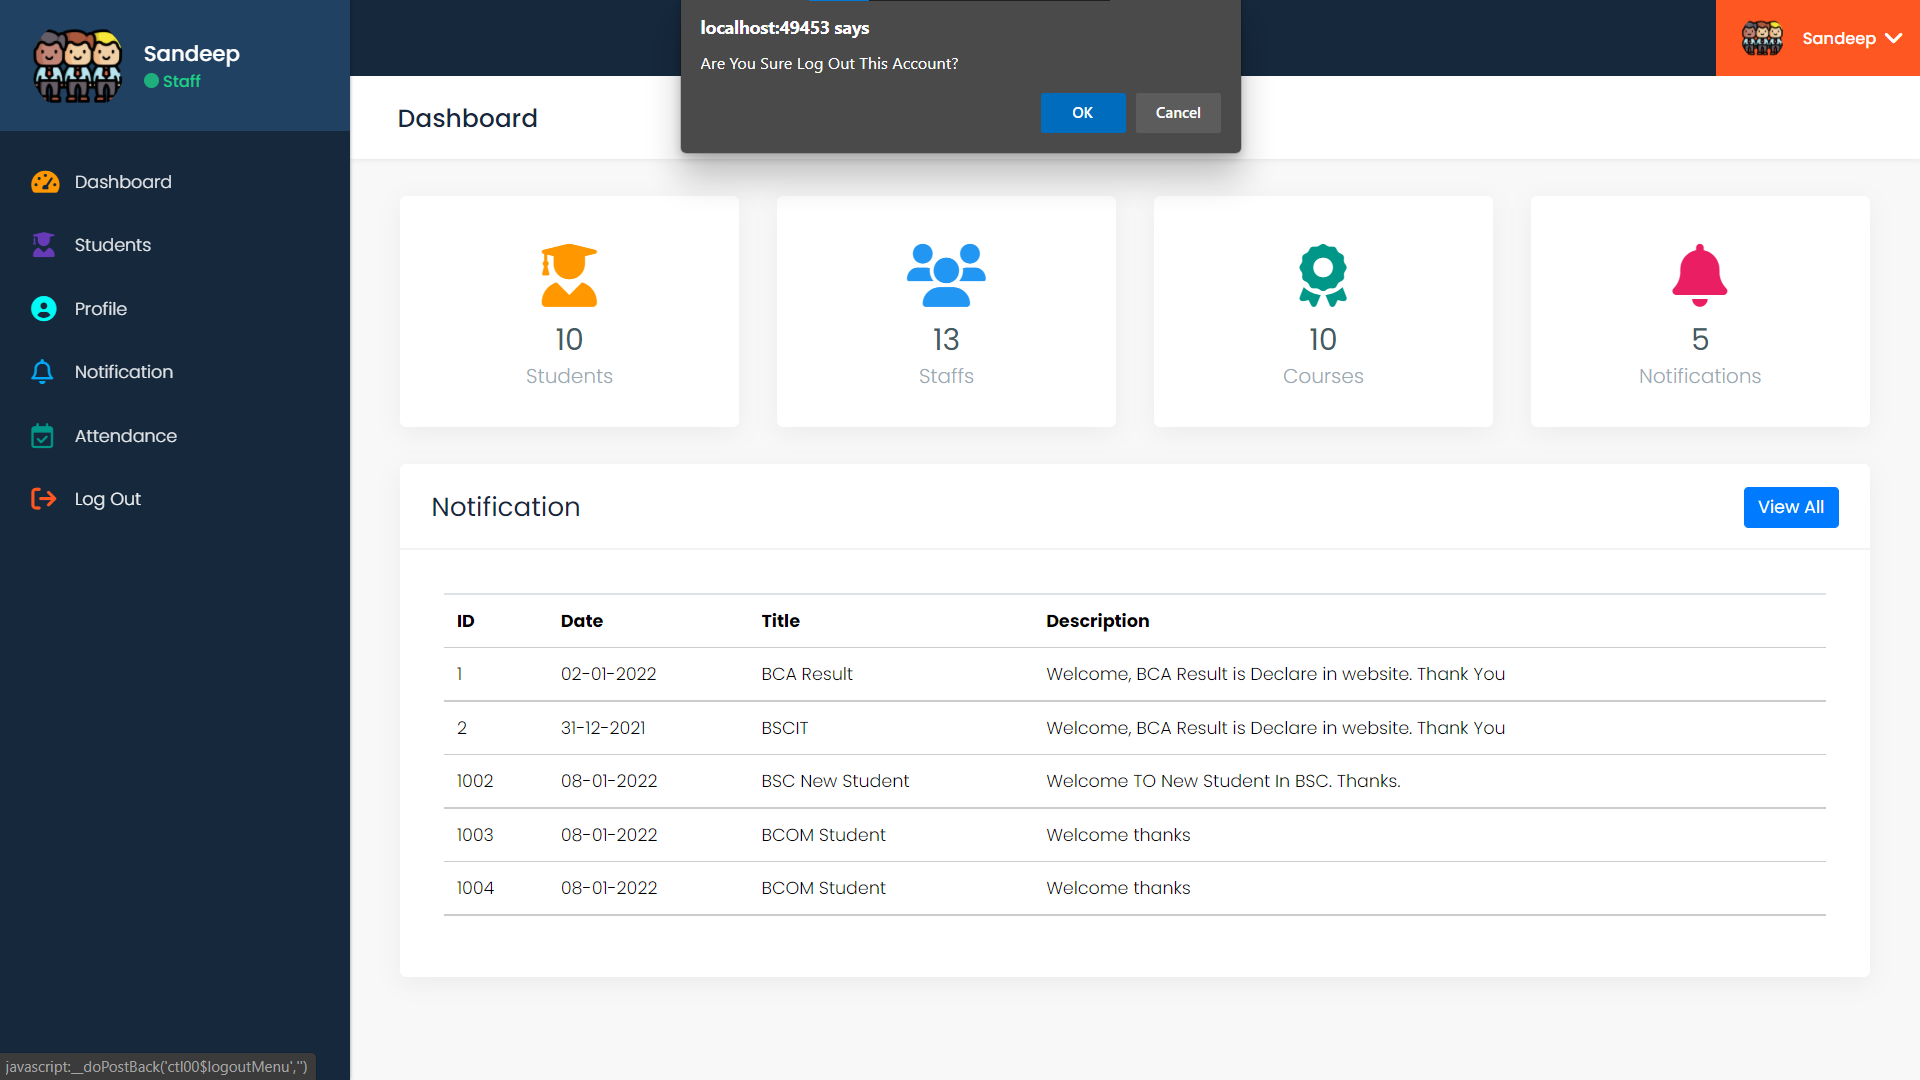 Sandeep
Staff
Dashboard
Students
Profile
Notification
Attendance
Log Out
localhost:49453 says
Are You Sure Log Out This Account?
OK Cancel
Sandeep
Dashboard
10
Students
13
Staffs
10
Courses
5
Notifications
Notification
View All
ID Date Title Description
1 02-01-2022 BCA Result Welcome, BCA Result is Declare in website. Thank You
2 31-12-2021 BSCIT Welcome, BCA Result is Declare in website. Thank You
1002 08-01-2022 BSC New Student Welcome TO New Student In BSC. Thanks.
1003 08-01-2022 BCOM Student Welcome thanks
1004 08-01-2022 BCOM Student Welcome thanks
javascript:__doPostBack('ctl00$logoutMenu','')